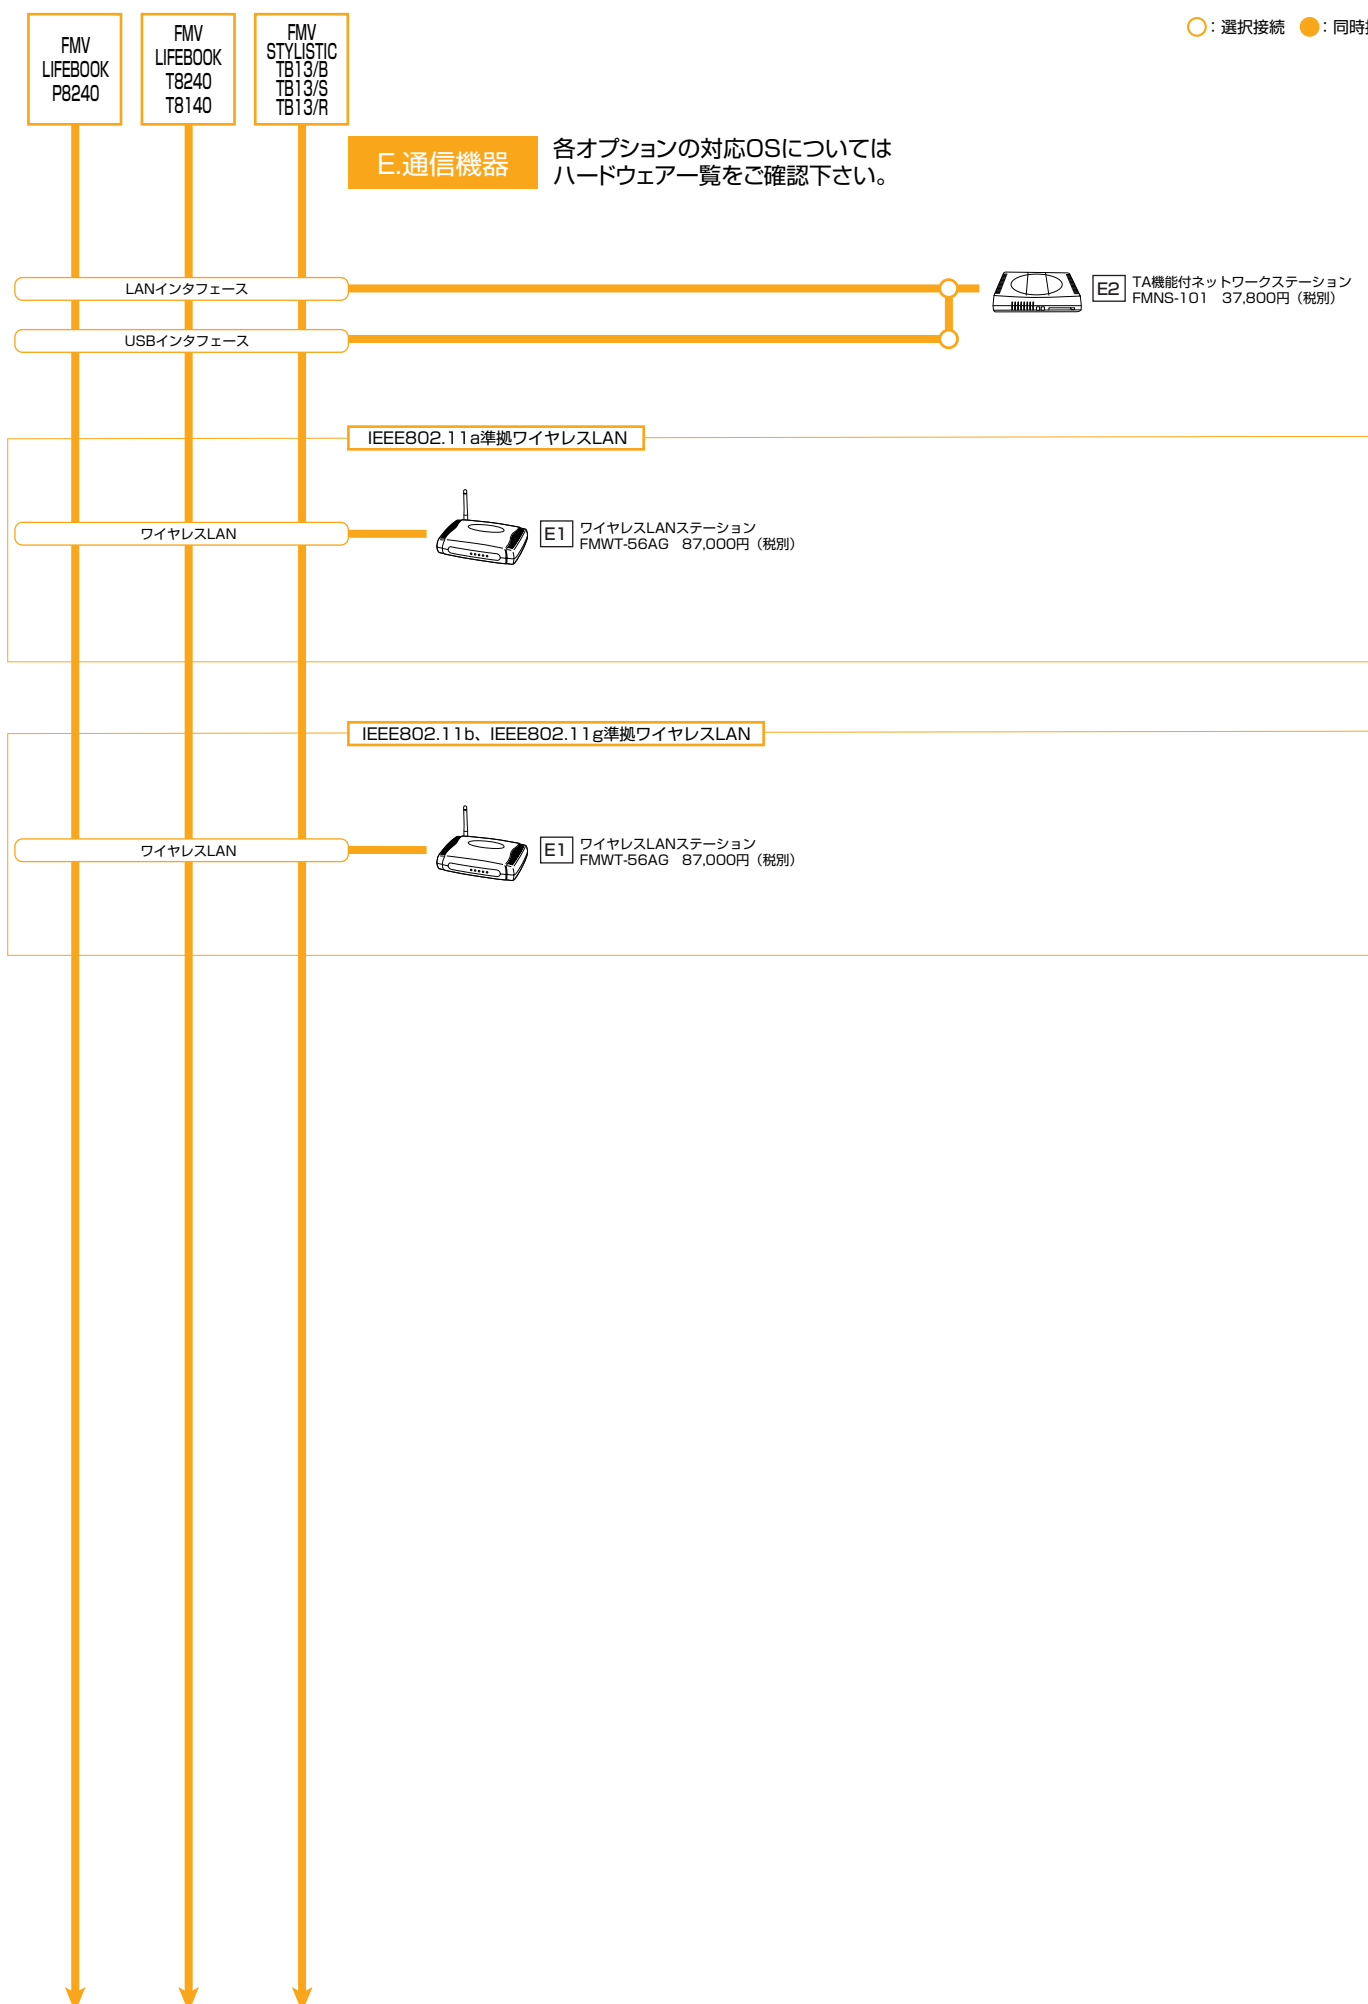 FMV
LIFEBOOK
P8240
FMV
LIFEBOOK
T8240
T8140
FMV
STYLISTIC
TB13/B
TB13/S
TB13/R
：選択接続 ：同時
E.通信機器
各オプションの対応OSについては
ハードウェア一覧をご確認下さい。
LANインタフェース
E2 TA機能付ネットワークステーション
FMNS-101 37,800円（税別）
USBインタフェース
IEEE802.11a準拠ワイヤレスLAN
ワイヤレスLAN
E1 ワイヤレスLANステーション
FMWT-56AG 87,000円（税別）
IEEE802.11b、IEEE802.11g準拠ワイヤレスLAN
ワイヤレスLAN
E1 ワイヤレスLANステーション
FMWT-56AG 87,000円（税別）